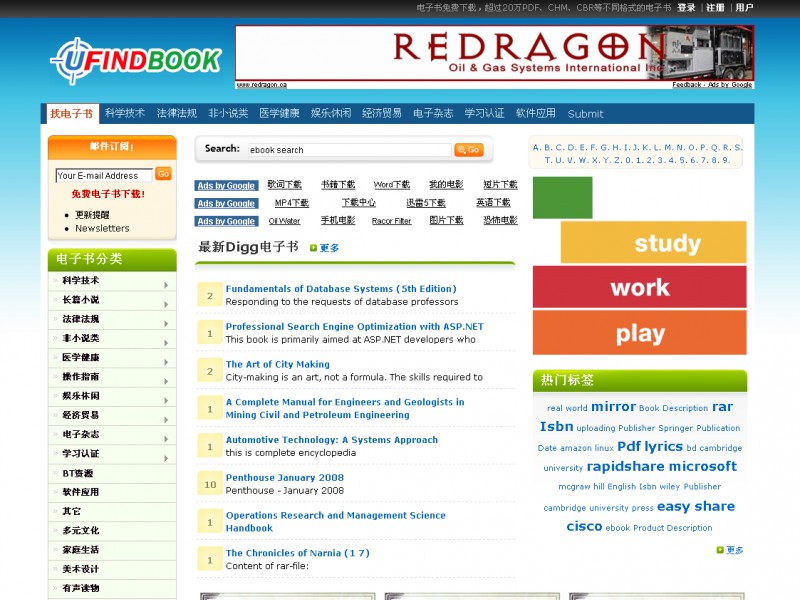 电子书免费下载，超过20万PDF、CHM、CBR等不同格式的电子书 登录 | 注册 | 用户
UFINDBOOK
REDRAGON
Oil & Gas Systems International Inc
www.redragon.ca
Feedback - Ads by Google
找电子书 科学技术 法律法规 非小说类 医学健康 娱乐休闲 经济贸易 电子杂志 学习认证 软件应用 Submit
邮件订阅:
Your E-mail Address Go
免费电子书下载!
更新提醒
Newsletters
电子书分类
科学技术
长篇小说
法律法规
非小说类
医学健康
操作指南
娱乐休闲
经济贸易
电子杂志
学习认证
BT资源
软件应用
其它
多元文化
家庭生活
美术设计
有声读物
Search: ebook search Go
Ads by Google 歌词下载 书籍下载 Word下载 我的电影 短片下载
Ads by Google MP4下载 下载中心 迅雷5下载 英语下载
Ads by Google Oil Water 手机电影 Racor Filter 图片下载 恐怖电影
最新Digg电子书 更多
2
Fundamentals of Database Systems (5th Edition)
Responding to the requests of database professors
1
Professional Search Engine Optimization with ASP.NET
This book is primarily aimed at ASP.NET developers who
2
The Art of City Making
City-making is an art, not a formula. The skills required to
1
A Complete Manual for Engineers and Geologists in
Mining Civil and Petroleum Engineering
1
Automotive Technology: A Systems Approach
this is complete encyclopedia
10
Penthouse January 2008
Penthouse - January 2008
1
Operations Research and Management Science
Handbook
1
The Chronicles of Narnia (1 7)
Content of rar-file:
A. B. C. D. E. F. G. H. I. J. K. L. M. N. O. P. Q. R. S.
T. U. V. W. X. Y. Z. 0. 1. 2. 3. 4. 5. 6. 7. 8. 9.
study
work
play
热门标签
real world mirror Book Description rar
Isbn uploading Publisher Springer Publication
Date amazon linux Pdf lyrics bd cambridge
university rapidshare microsoft
mcgraw hill English Isbn wiley Publisher
cambridge university press easy share
cisco ebook Product Description
更多